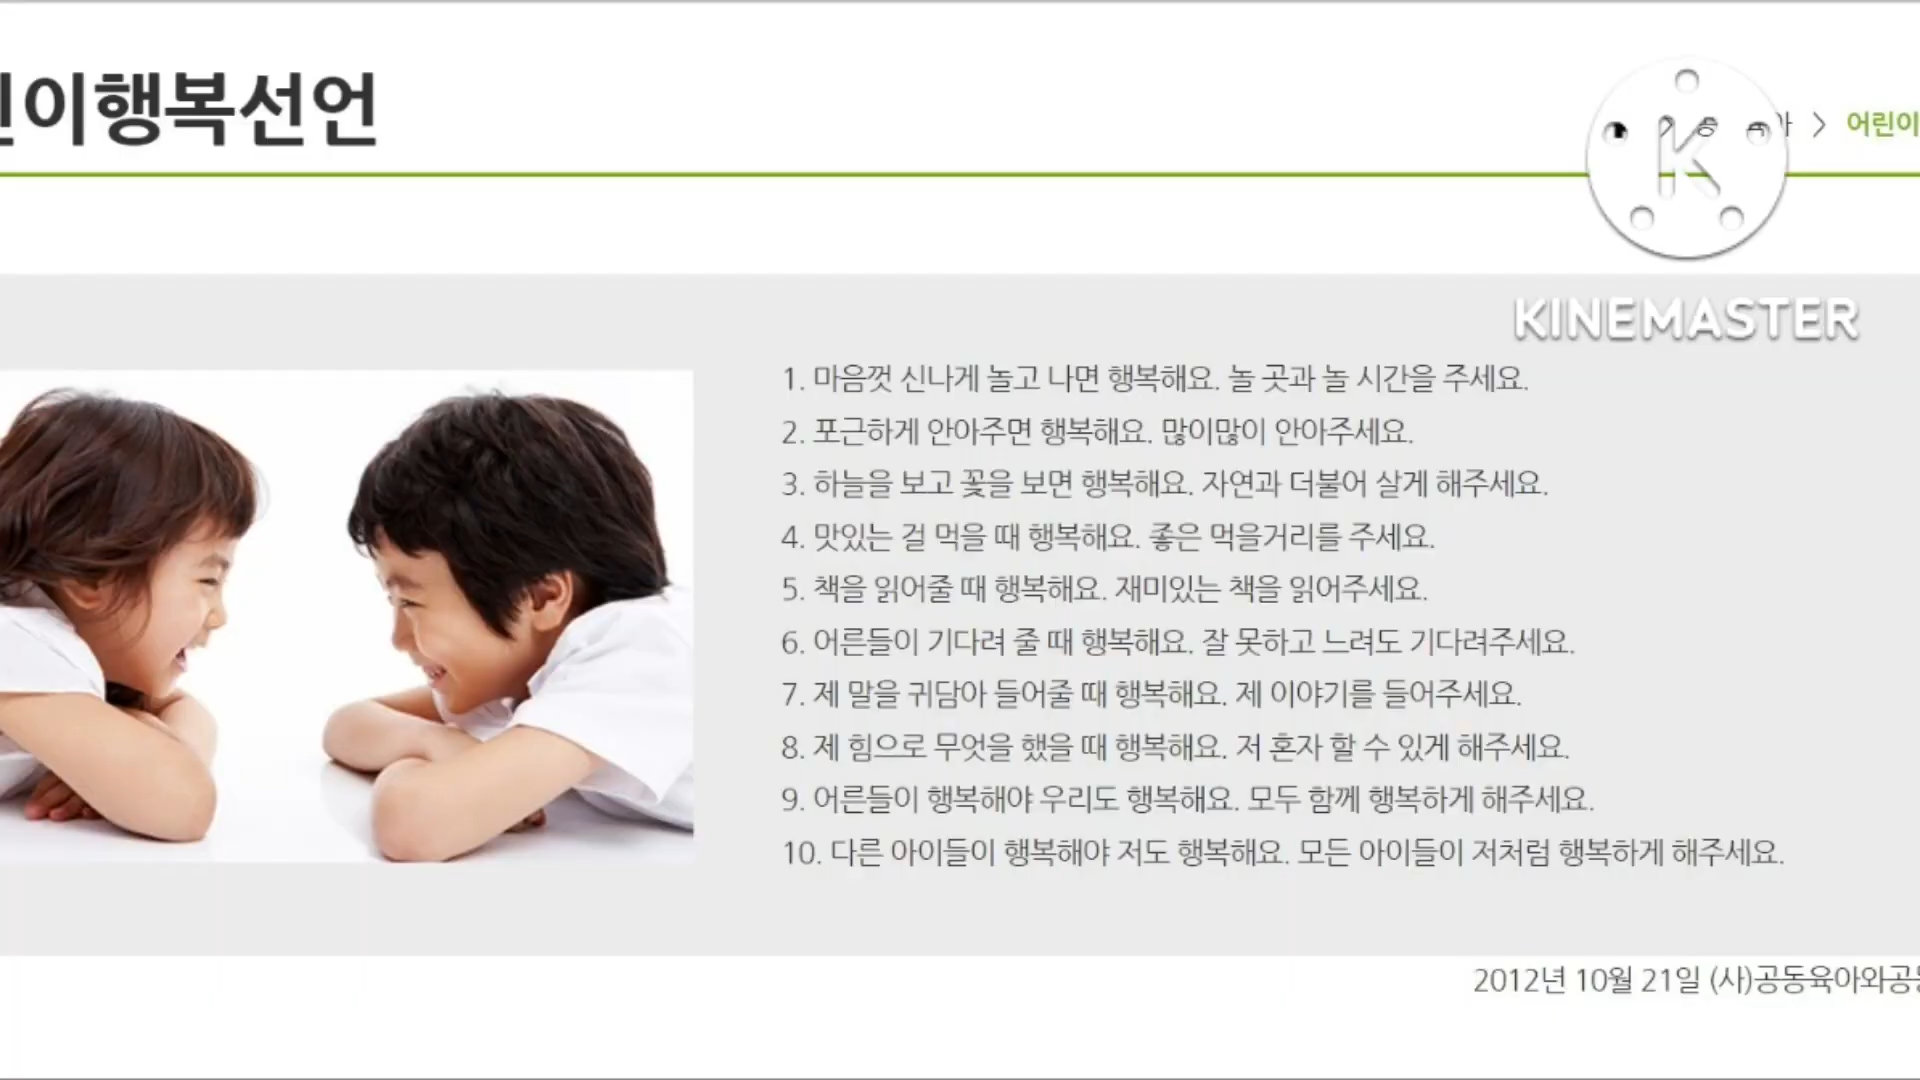 린이행복선언
> 어린이
KINEMASTER
1. 마음껏 신나게 놀고 나면 행복해요. 놀 곳과 놀 시간을 주세요.
2. 포근하게 안아주면 행복해요. 많이많이 안아주세요.
3. 하늘을 보고 꽃을 보면 행복해요. 자연과 더불어 살게 해주세요.
4. 맛있는 걸 먹을 때 행복해요. 좋은 먹을거리를 주세요.
5. 책을 읽어줄 때 행복해요. 재미있는 책을 읽어주세요.
6. 어른들이 기다려 줄 때 행복해요. 잘 못하고 느려도 기다려주세요.
7. 제 말을 귀담아 들어줄 때 행복해요. 제 이야기를 들어주세요.
8. 제 힘으로 무엇을 했을 때 행복해요. 저 혼자 할 수 있게 해주세요.
9. 어른들이 행복해야 우리도 행복해요. 모두 함께 행복하게 해주세요.
10. 다른 아이들이 행복해야 저도 행복해요. 모든 아이들이 저처럼 행복하게 해주세요.
2012년 10월 21일 (사)공동육아와공동